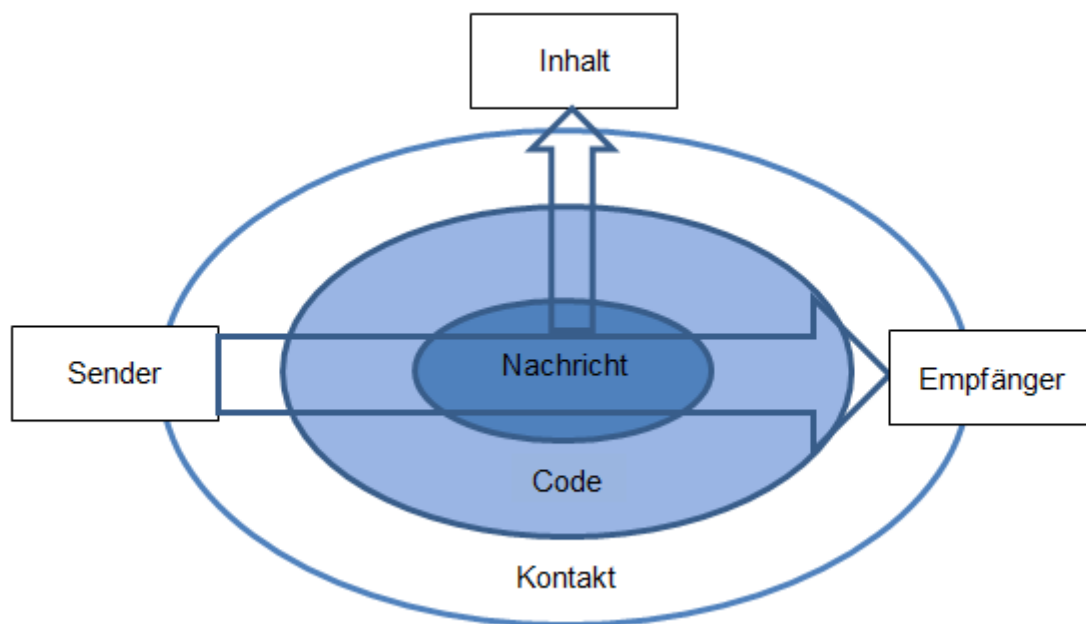 Inhalt
Sender
Nachricht
Empfänger
Code
Kontakt